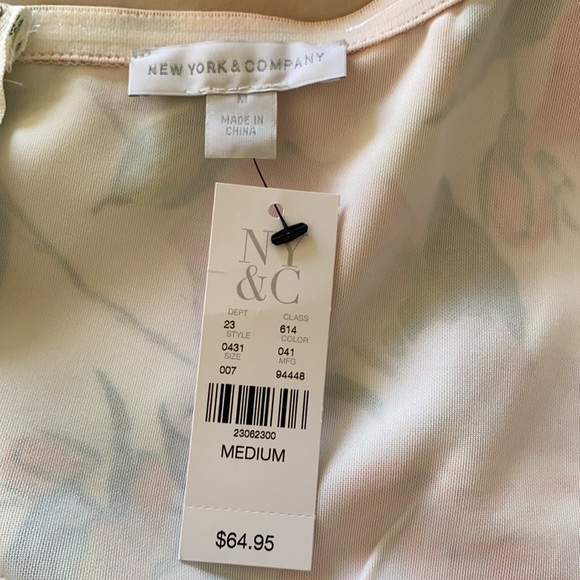 NEW YORK & COMPANY
M
MADE IN
CHINA
NY
&C
DEPT CLASS
23 614
STYLE COLOR
0431 041
SIZE MFG
007 94448
23062300
MEDIUM
$64.95